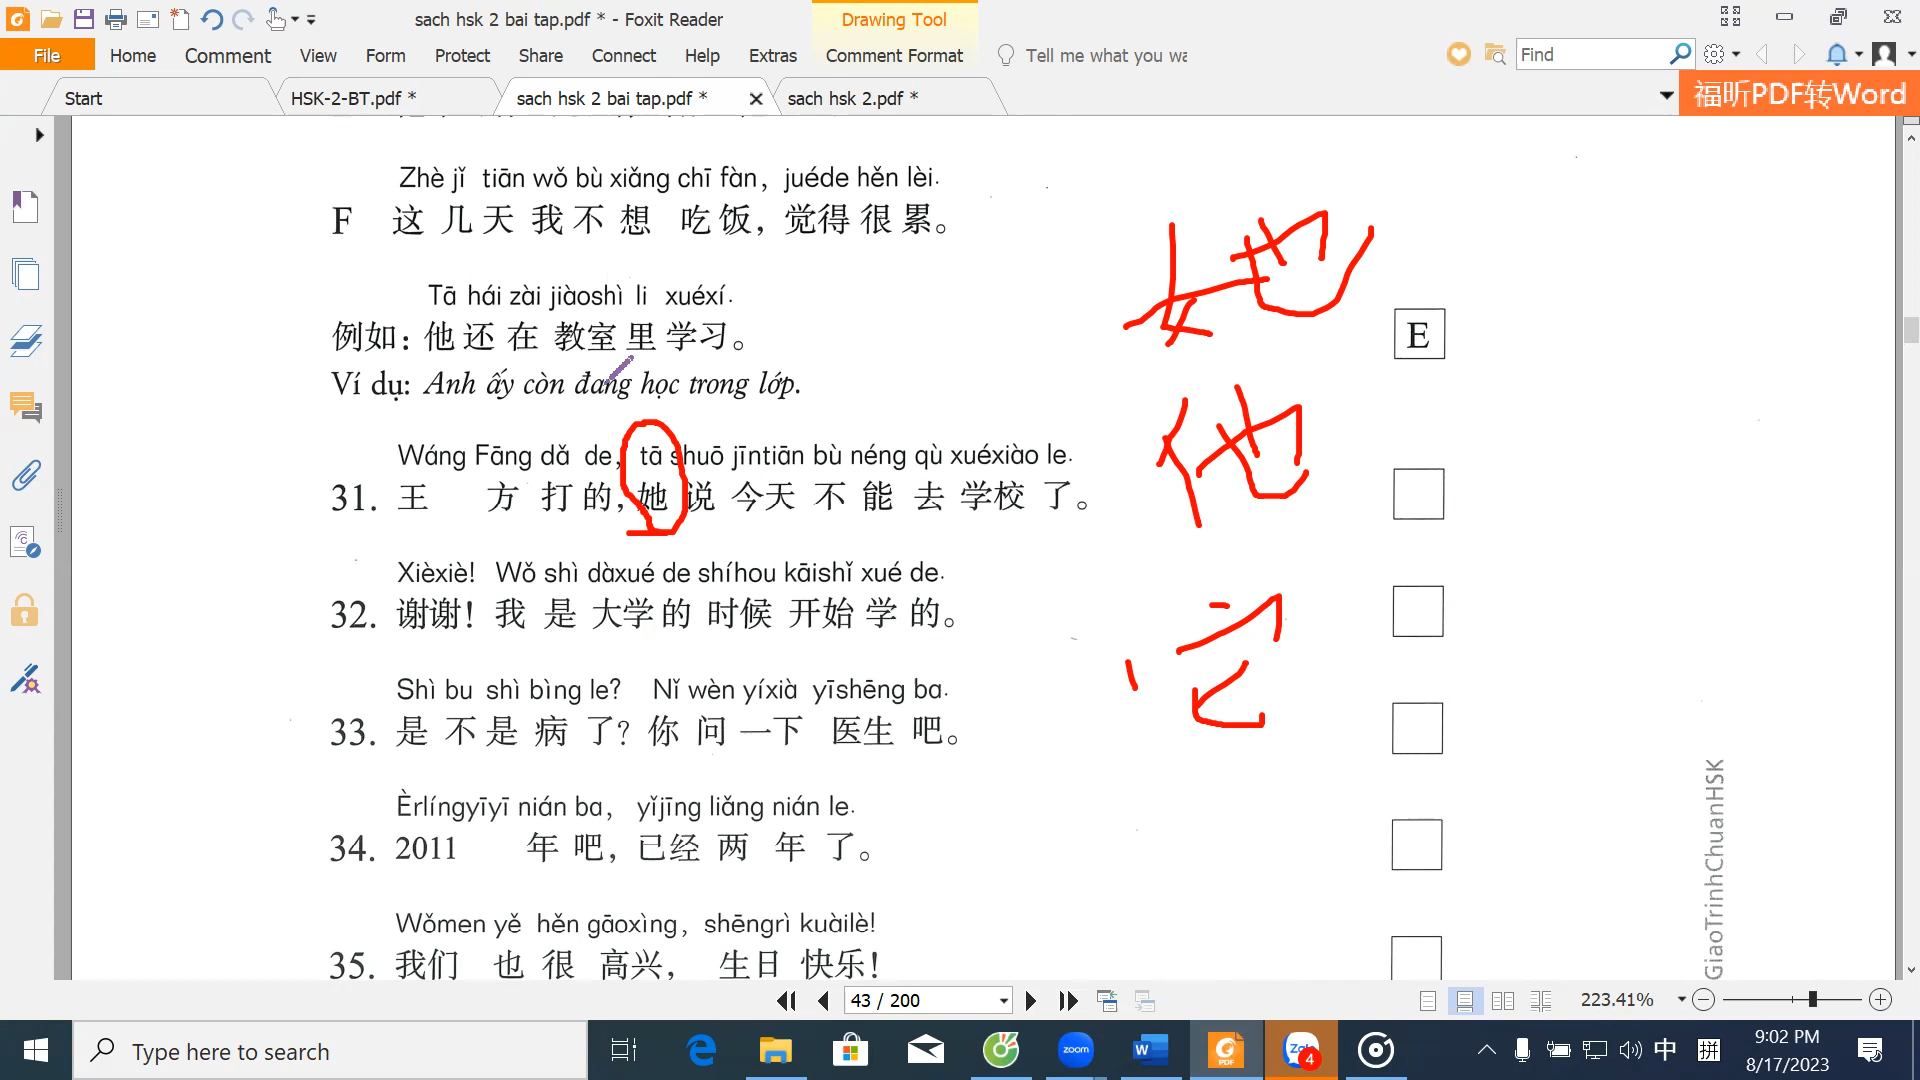 sach hsk 2 bai tap.pdf * - Foxit Reader
Drawing Tool
File
Home
Comment
View
Form
Protect
Share
Connect
Help
Extras
Comment Format
Tell me what you wa
Find
Start
HSK-2-BT.pdf *
sach hsk 2 bai tap.pdf *
sach hsk 2.pdf *
福昕PDF转Word
Zhè jǐ tiān wǒ bù xiǎng chī fàn, juéde hěn lèi.
F 这几天我不想吃饭，觉得很累。
Tā hái zài jiàoshì li xuéxí.
例如：他还在教室里学习。
E
Ví dụ: Anh ấy còn đang học trong lớp.
Wáng Fāng dǎ de, tā shuō jīntiān bù néng qù xuéxiào le.
31. 王方打的，她说今天不能去学校了。
Xièxiè! Wǒ shì dàxué de shíhou kāishǐ xué de.
32. 谢谢！我是大学的时候开始学的。
Shì bu shì bìng le? Nǐ wèn yíxià yīshēng ba.
33. 是不是病了？你问一下医生吧。
Èrlíngyīyī nián ba, yǐjīng liǎng nián le.
34. 2011年吧，已经两年了。
Wǒmen yě hěn gāoxìng, shēngrì kuàilè!
35. 我们也很高兴，生日快乐！
她
他
它
GiaoTrinhChuanHSK
43 / 200
223.41%
Type here to search
zoom
W
PDF
Zalo
4
中
拼
9:02 PM
8/17/2023